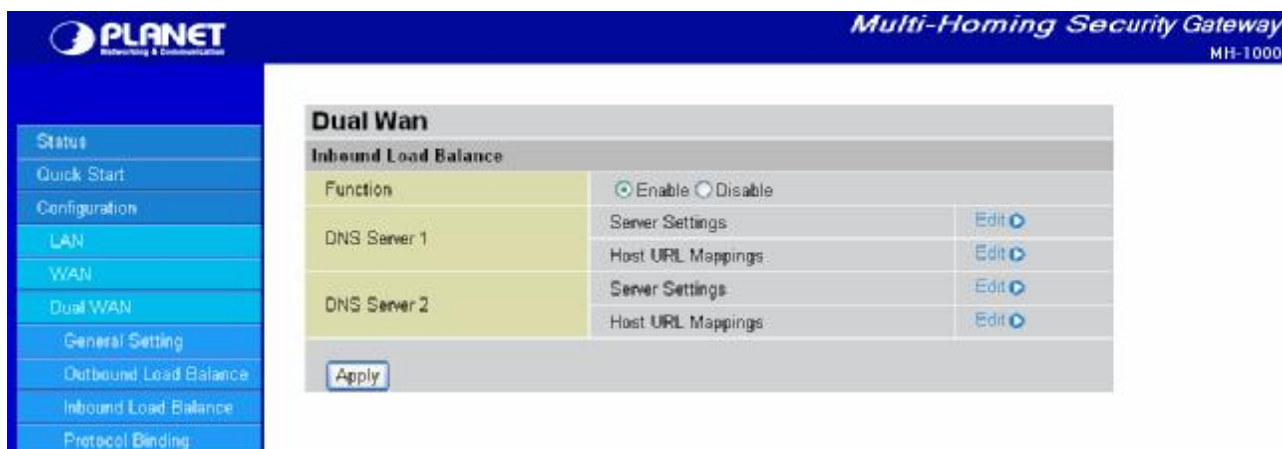 PLANET
Networking & Communication
Multi-Homing Security Gateway
MH-1000
Status
Quick Start
Configuration
LAN
WAN
Dual WAN
General Setting
Outbound Load Balance
Inbound Load Balance
Protocol Binding
Dual Wan
Inbound Load Balance
Function Enable Disable
DNS Server 1 Server Settings Edit
Host URL Mappings Edit
DNS Server 2 Server Settings Edit
Host URL Mappings Edit
Apply